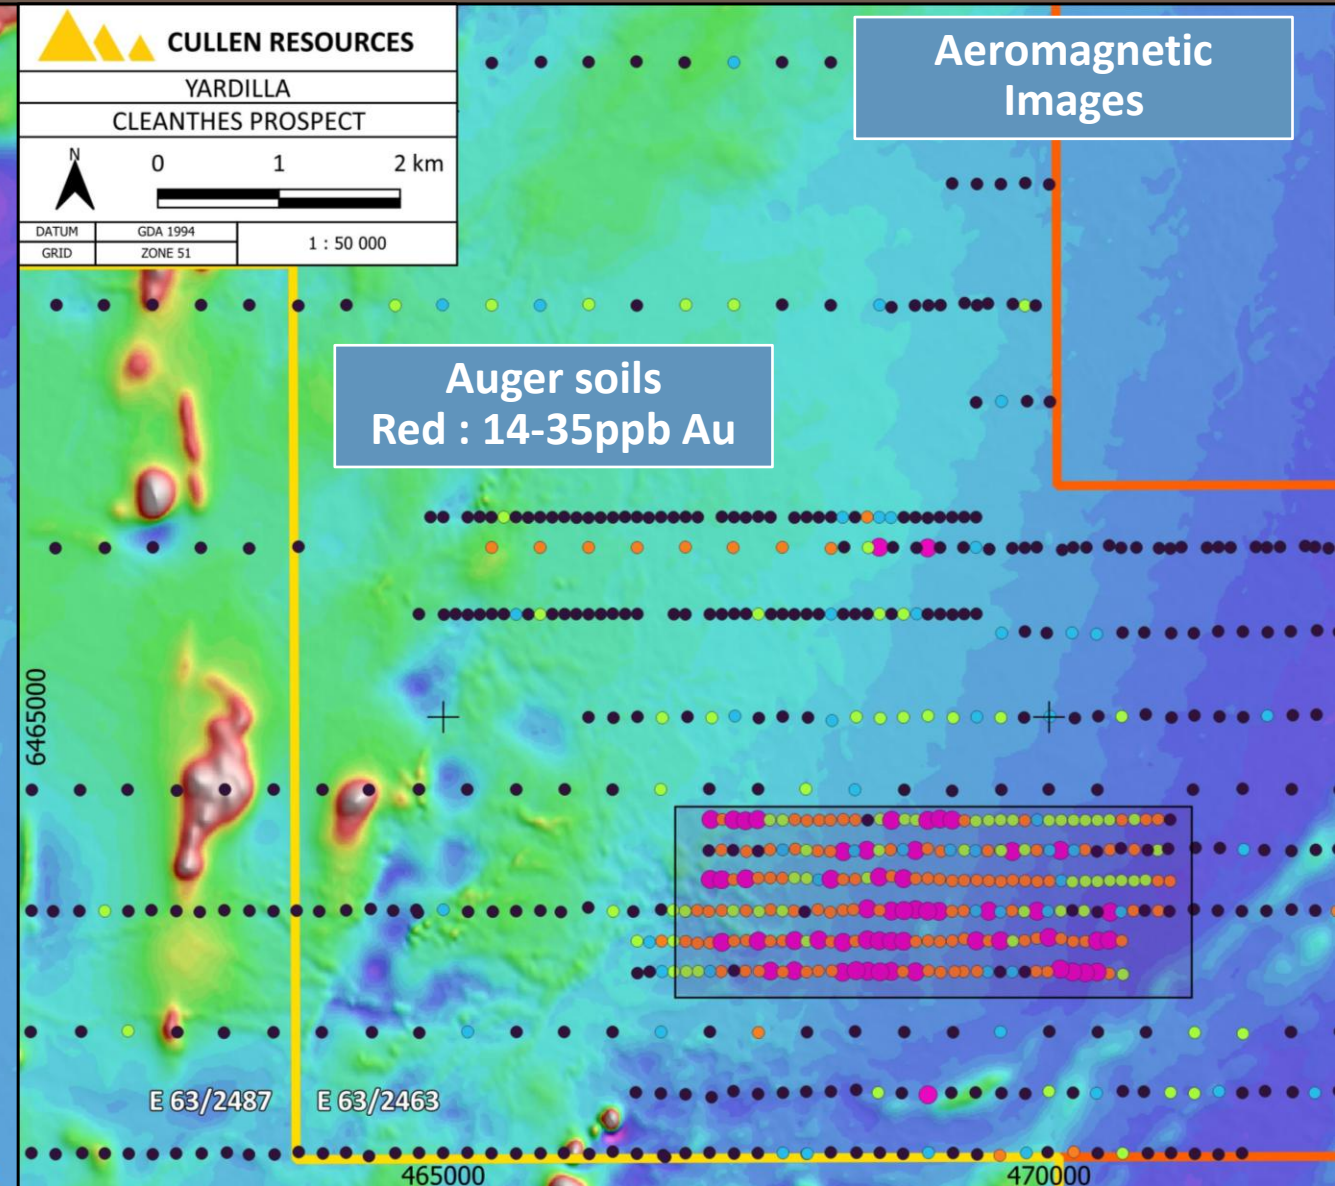 CULLEN RESOURCES
YARDILLA
CLEANTHES PROSPECT
N
0 1 2 km
DATUM GDA 1994
GRID ZONE 51
1 : 50 000
Aeromagnetic
Images
Auger soils
Red : 14-35ppb Au
6465000
E 63/2487 E 63/2463
465000 470000